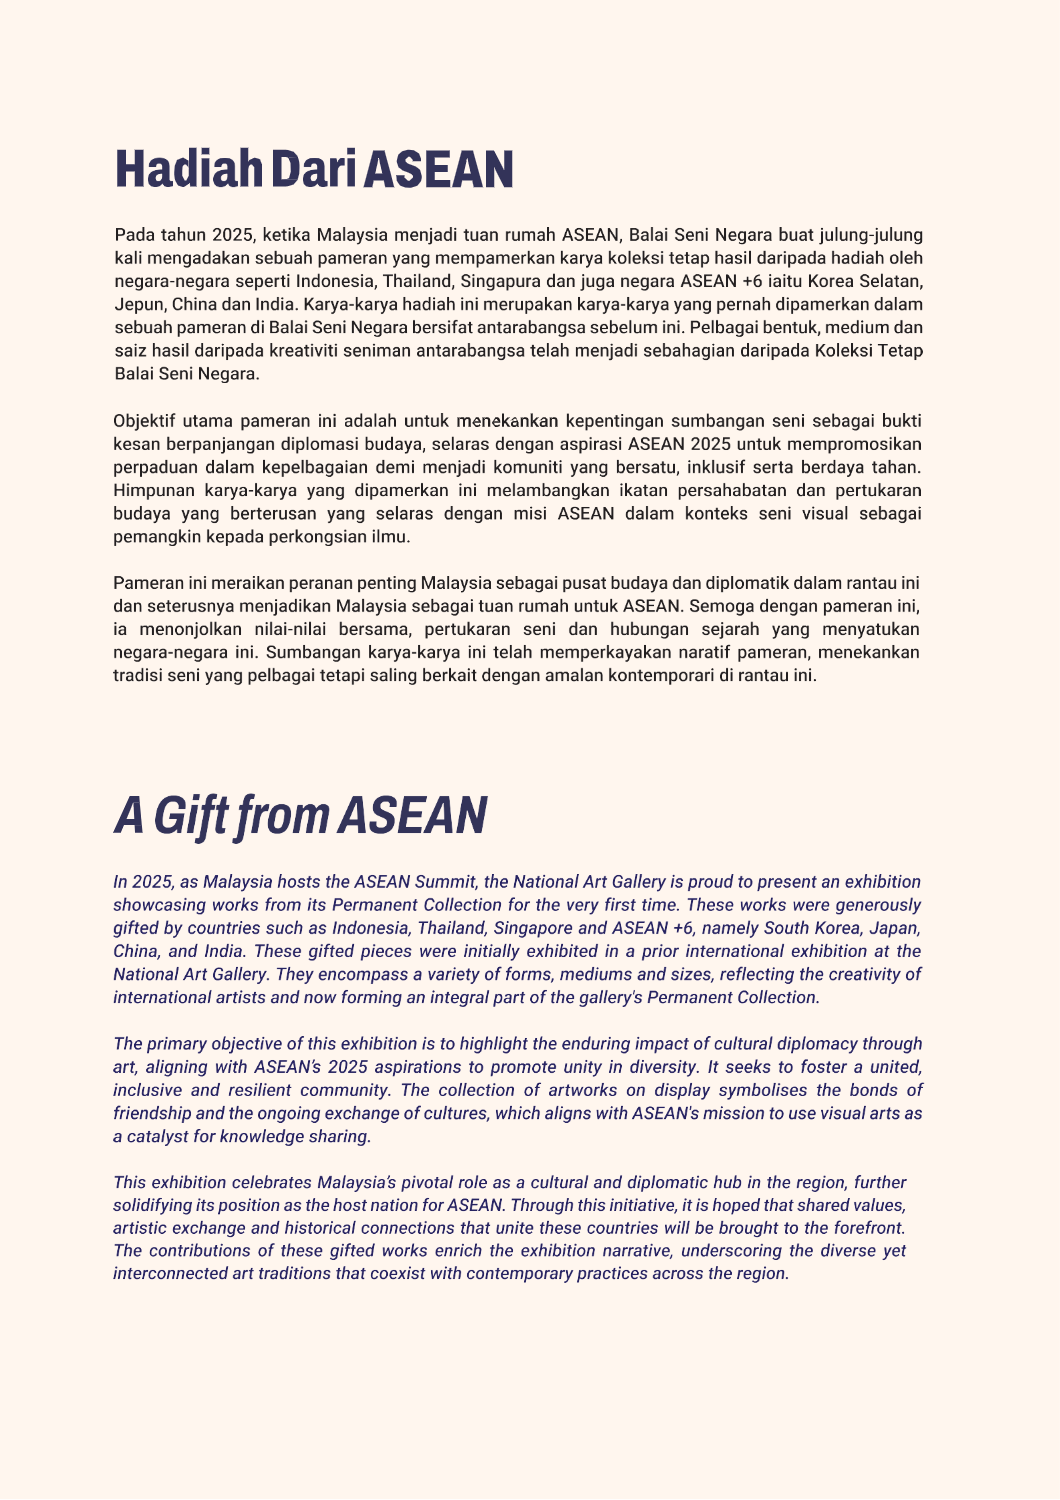 Hadiah Dari ASEAN
Pada tahun 2025, ketika Malaysia menjadi tuan rumah ASEAN, Balai Seni Negara buat julung-julung
kali mengadakan sebuah pameran yang mempamerkan karya koleksi tetap hasil daripada hadiah oleh
negara-negara seperti Indonesia, Thailand, Singapura dan juga negara ASEAN +6 iaitu Korea Selatan,
Jepun, China dan India. Karya-karya hadiah ini merupakan karya-karya yang pernah dipamerkan dalam
sebuah pameran di Balai Seni Negara bersifat antarabangsa sebelum ini. Pelbagai bentuk, medium dan
saiz hasil daripada kreativiti seniman antarabangsa telah menjadi sebahagian daripada Koleksi Tetap
Balai Seni Negara.
Objektif utama pameran ini adalah untuk menekankan kepentingan sumbangan seni sebagai bukti
kesan berpanjangan diplomasi budaya, selaras dengan aspirasi ASEAN 2025 untuk mempromosikan
perpaduan dalam kepelbagaian demi menjadi komuniti yang bersatu, inklusif serta berdaya tahan.
Himpunan karya-karya yang dipamerkan ini melambangkan ikatan persahabatan dan pertukaran
budaya yang berterusan yang selaras dengan misi ASEAN dalam konteks seni visual sebagai
pemangkin kepada perkongsian ilmu.
Pameran ini meraikan peranan penting Malaysia sebagai pusat budaya dan diplomatik dalam rantau ini
dan seterusnya menjadikan Malaysia sebagai tuan rumah untuk ASEAN. Semoga dengan pameran ini,
ia menonjolkan nilai-nilai bersama, pertukaran seni dan hubungan sejarah yang menyatukan
negara-negara ini. Sumbangan karya-karya ini telah memperkayakan naratif pameran, menekankan
tradisi seni yang pelbagai tetapi saling berkait dengan amalan kontemporari di rantau ini.
A Gift from ASEAN
In 2025, as Malaysia hosts the ASEAN Summit, the National Art Gallery is proud to present an exhibition
showcasing works from its Permanent Collection for the very first time. These works were generously
gifted by countries such as Indonesia, Thailand, Singapore and ASEAN +6, namely South Korea, Japan,
China, and India. These gifted pieces were initially exhibited in a prior international exhibition at the
National Art Gallery. They encompass a variety of forms, mediums and sizes, reflecting the creativity of
international artists and now forming an integral part of the gallery's Permanent Collection.
The primary objective of this exhibition is to highlight the enduring impact of cultural diplomacy through
art, aligning with ASEAN’s 2025 aspirations to promote unity in diversity. It seeks to foster a united,
inclusive and resilient community. The collection of artworks on display symbolises the bonds of
friendship and the ongoing exchange of cultures, which aligns with ASEAN's mission to use visual arts as
a catalyst for knowledge sharing.
This exhibition celebrates Malaysia’s pivotal role as a cultural and diplomatic hub in the region, further
solidifying its position as the host nation for ASEAN. Through this initiative, it is hoped that shared values,
artistic exchange and historical connections that unite these countries will be brought to the forefront.
The contributions of these gifted works enrich the exhibition narrative, underscoring the diverse yet
interconnected art traditions that coexist with contemporary practices across the region.